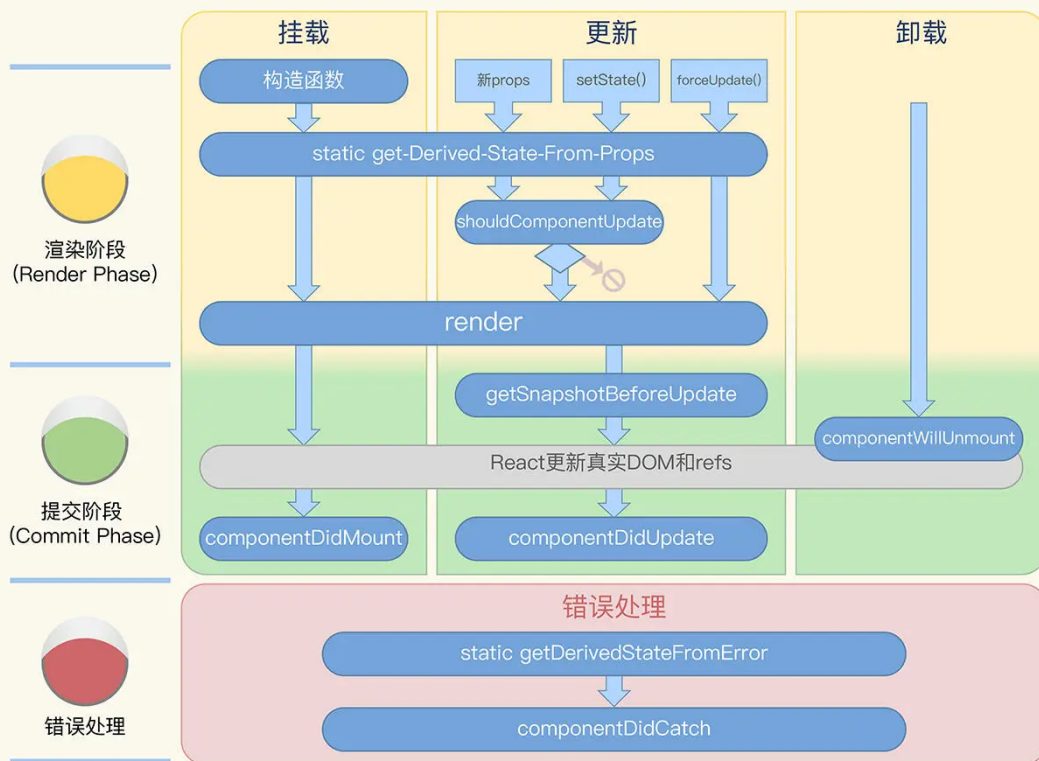 挂载
更新
卸载
构造函数
新props
setState()
forceUpdate()
static get-Derived-State-From-Props
shouldComponentUpdate
渲染阶段
(Render Phase)
render
getSnapshotBeforeUpdate
componentWillUnmount
React更新真实DOM和refs
提交阶段
(Commit Phase)
componentDidMount
componentDidUpdate
错误处理
static getDerivedStateFromError
错误处理
componentDidCatch